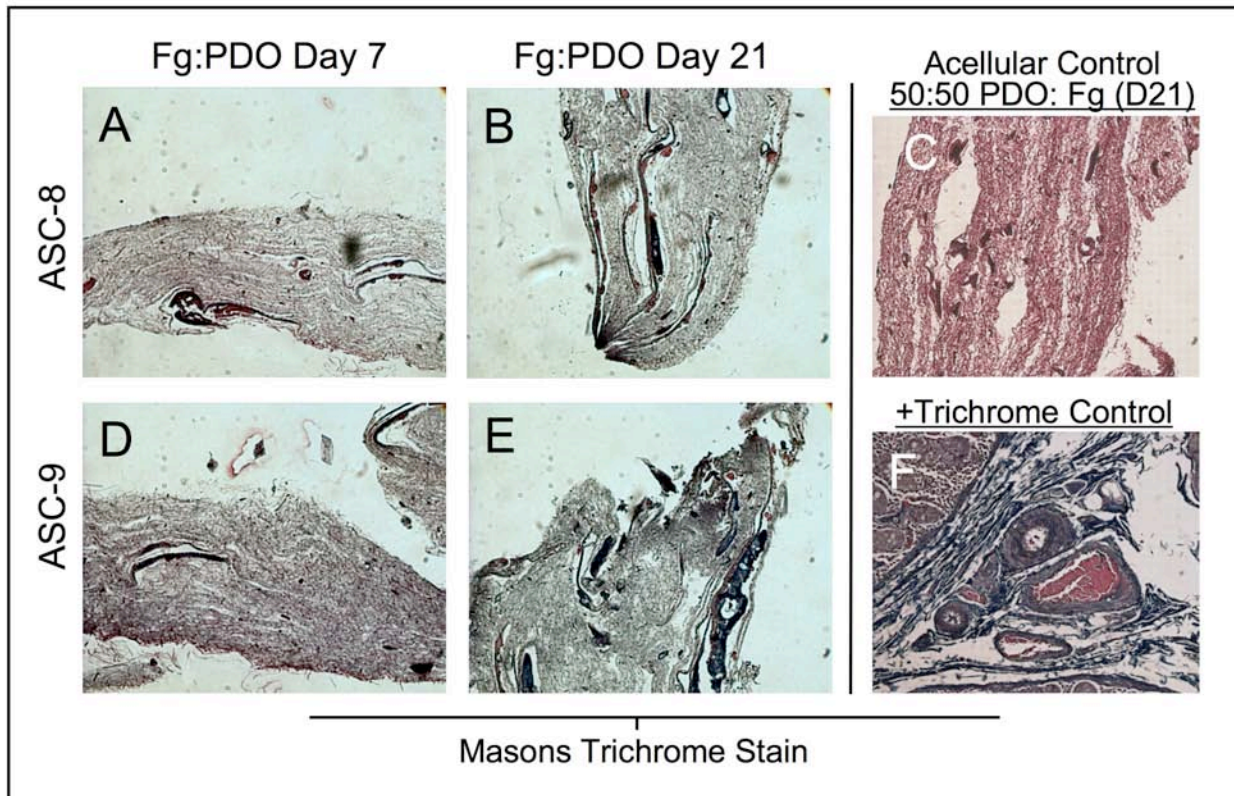 Fg:PDO Day 7
Fg:PDO Day 21
Acellular Control
50:50 PDO: Fg (D21)
ASC-8
A
B
C
+Trichrome Control
ASC-9
D
E
F
Masons Trichrome Stain